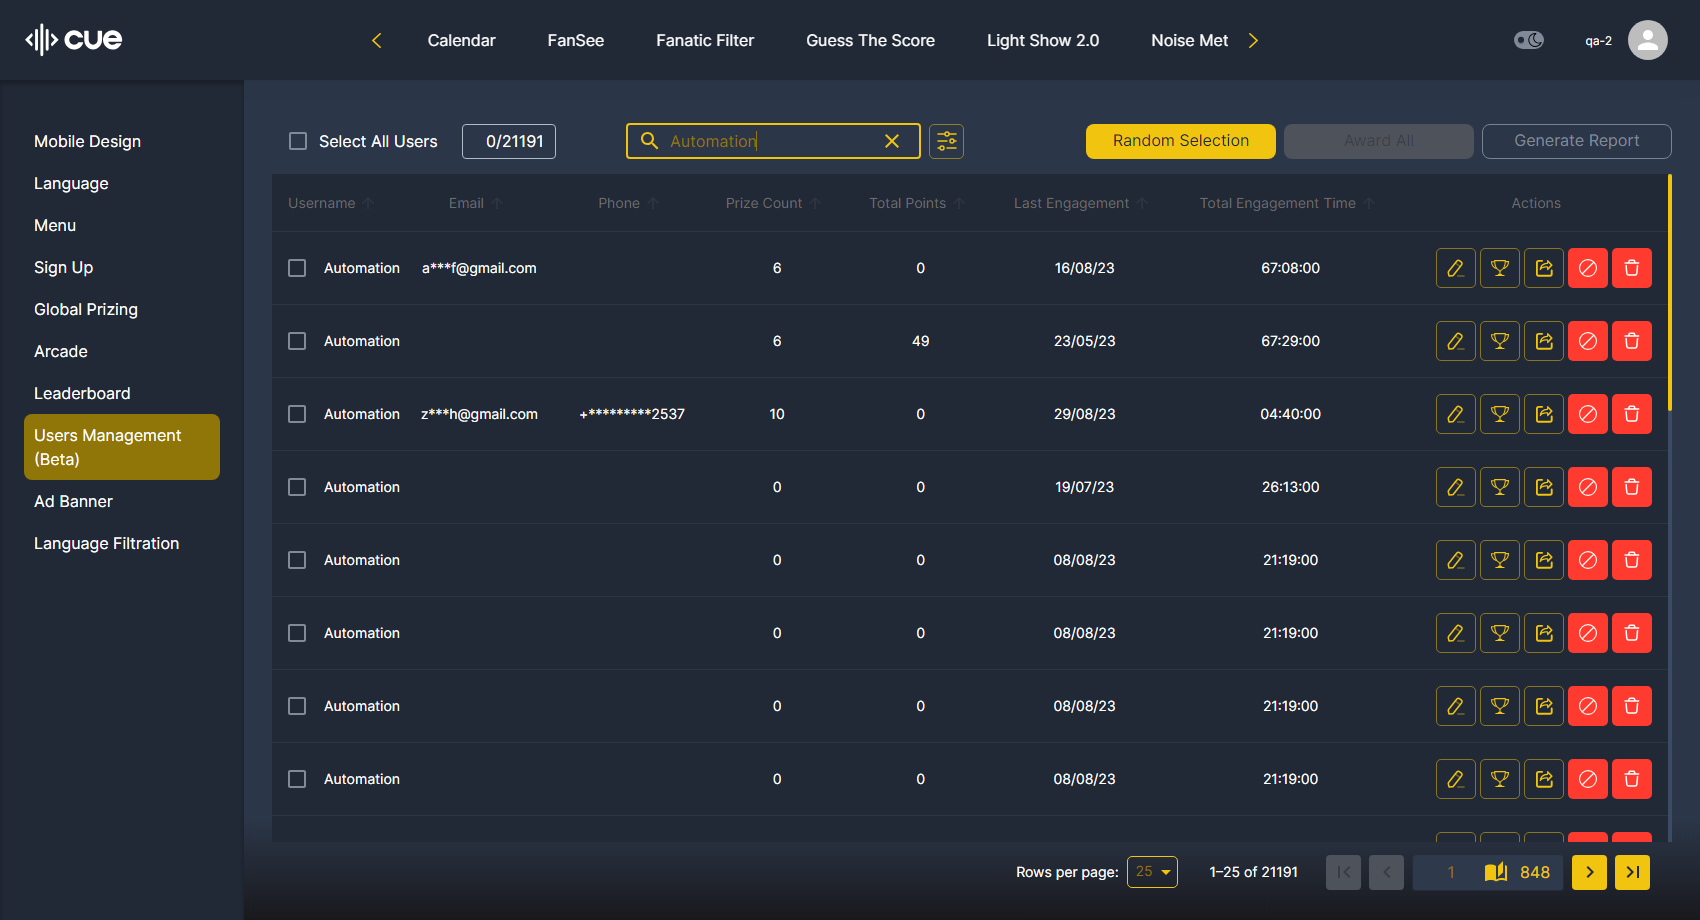 cue
Calendar FanSee Fanatic Filter Guess The Score Light Show 2.0 Noise Met
qa-2
Mobile Design
Language
Menu
Sign Up
Global Prizing
Arcade
Leaderboard
Users Management
(Beta)
Ad Banner
Language Filtration
Select All Users 0/21191 Automation Random Selection Award All Generate Report
Username Email Phone Prize Count Total Points Last Engagement Total Engagement Time Actions
Automation a***f@gmail.com 6 0 16/08/23 67:08:00
Automation 6 49 23/05/23 67:29:00
Automation z***h@gmail.com +*********2537 10 0 29/08/23 04:40:00
Automation 0 0 19/07/23 26:13:00
Automation 0 0 08/08/23 21:19:00
Automation 0 0 08/08/23 21:19:00
Automation 0 0 08/08/23 21:19:00
Automation 0 0 08/08/23 21:19:00
Rows per page: 25 1–25 of 21191 1 848